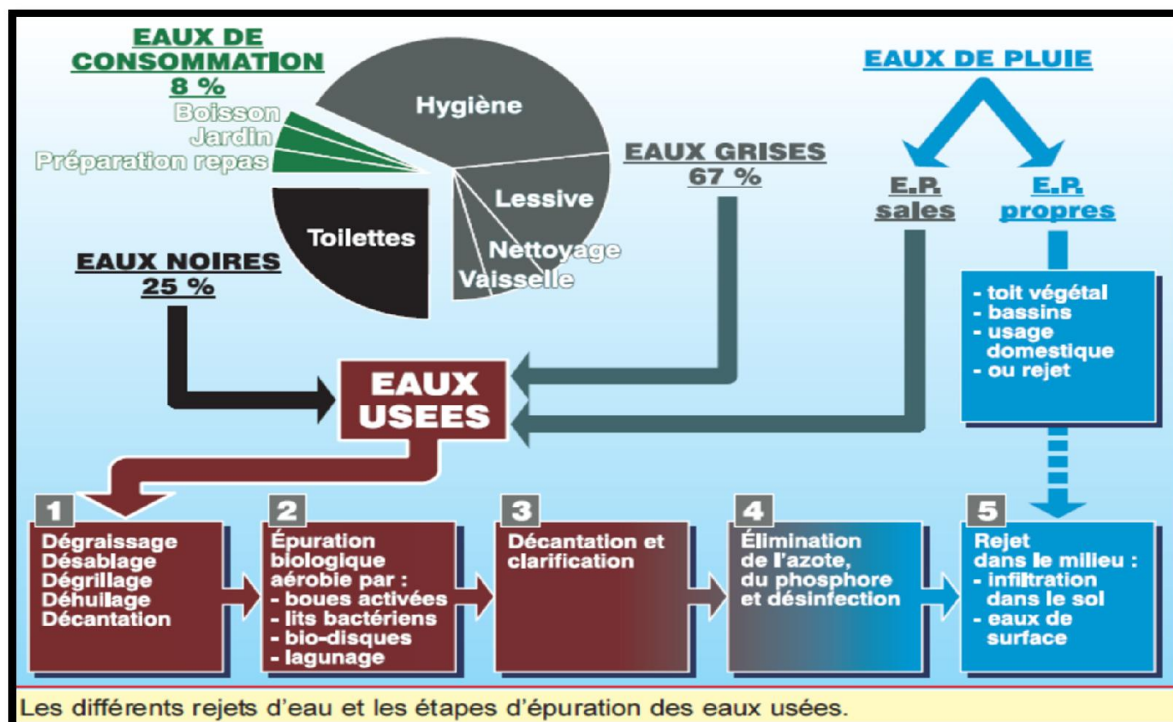 EAUX DE
CONSOMMATION
8 %
Boisson
Jardin
Préparation repas
Hygiène
Lessive
Nettoyage
Vaisselle
Toilettes
EAUX NOIRES
25 %
EAUX GRISES
67 %
EAUX DE PLUIE
E.P.
sales
E.P.
propres
- toit végétal
- bassins
- usage
domestique
- ou rejet
EAUX
USEES
1
Dégraissage
Désablage
Dégrillage
Déhuilage
Décantation
2
Épuration
biologique
aérobie par :
- boues activées
- lits bactériens
- bio-disques
- lagunage
3
Décantation et
clarification
4
Élimination
de l'azote,
du phosphore
et désinfection
5
Rejet
dans le milieu :
- infiltration
dans le sol
- eaux de
surface
Les différents rejets d'eau et les étapes d'épuration des eaux usées.